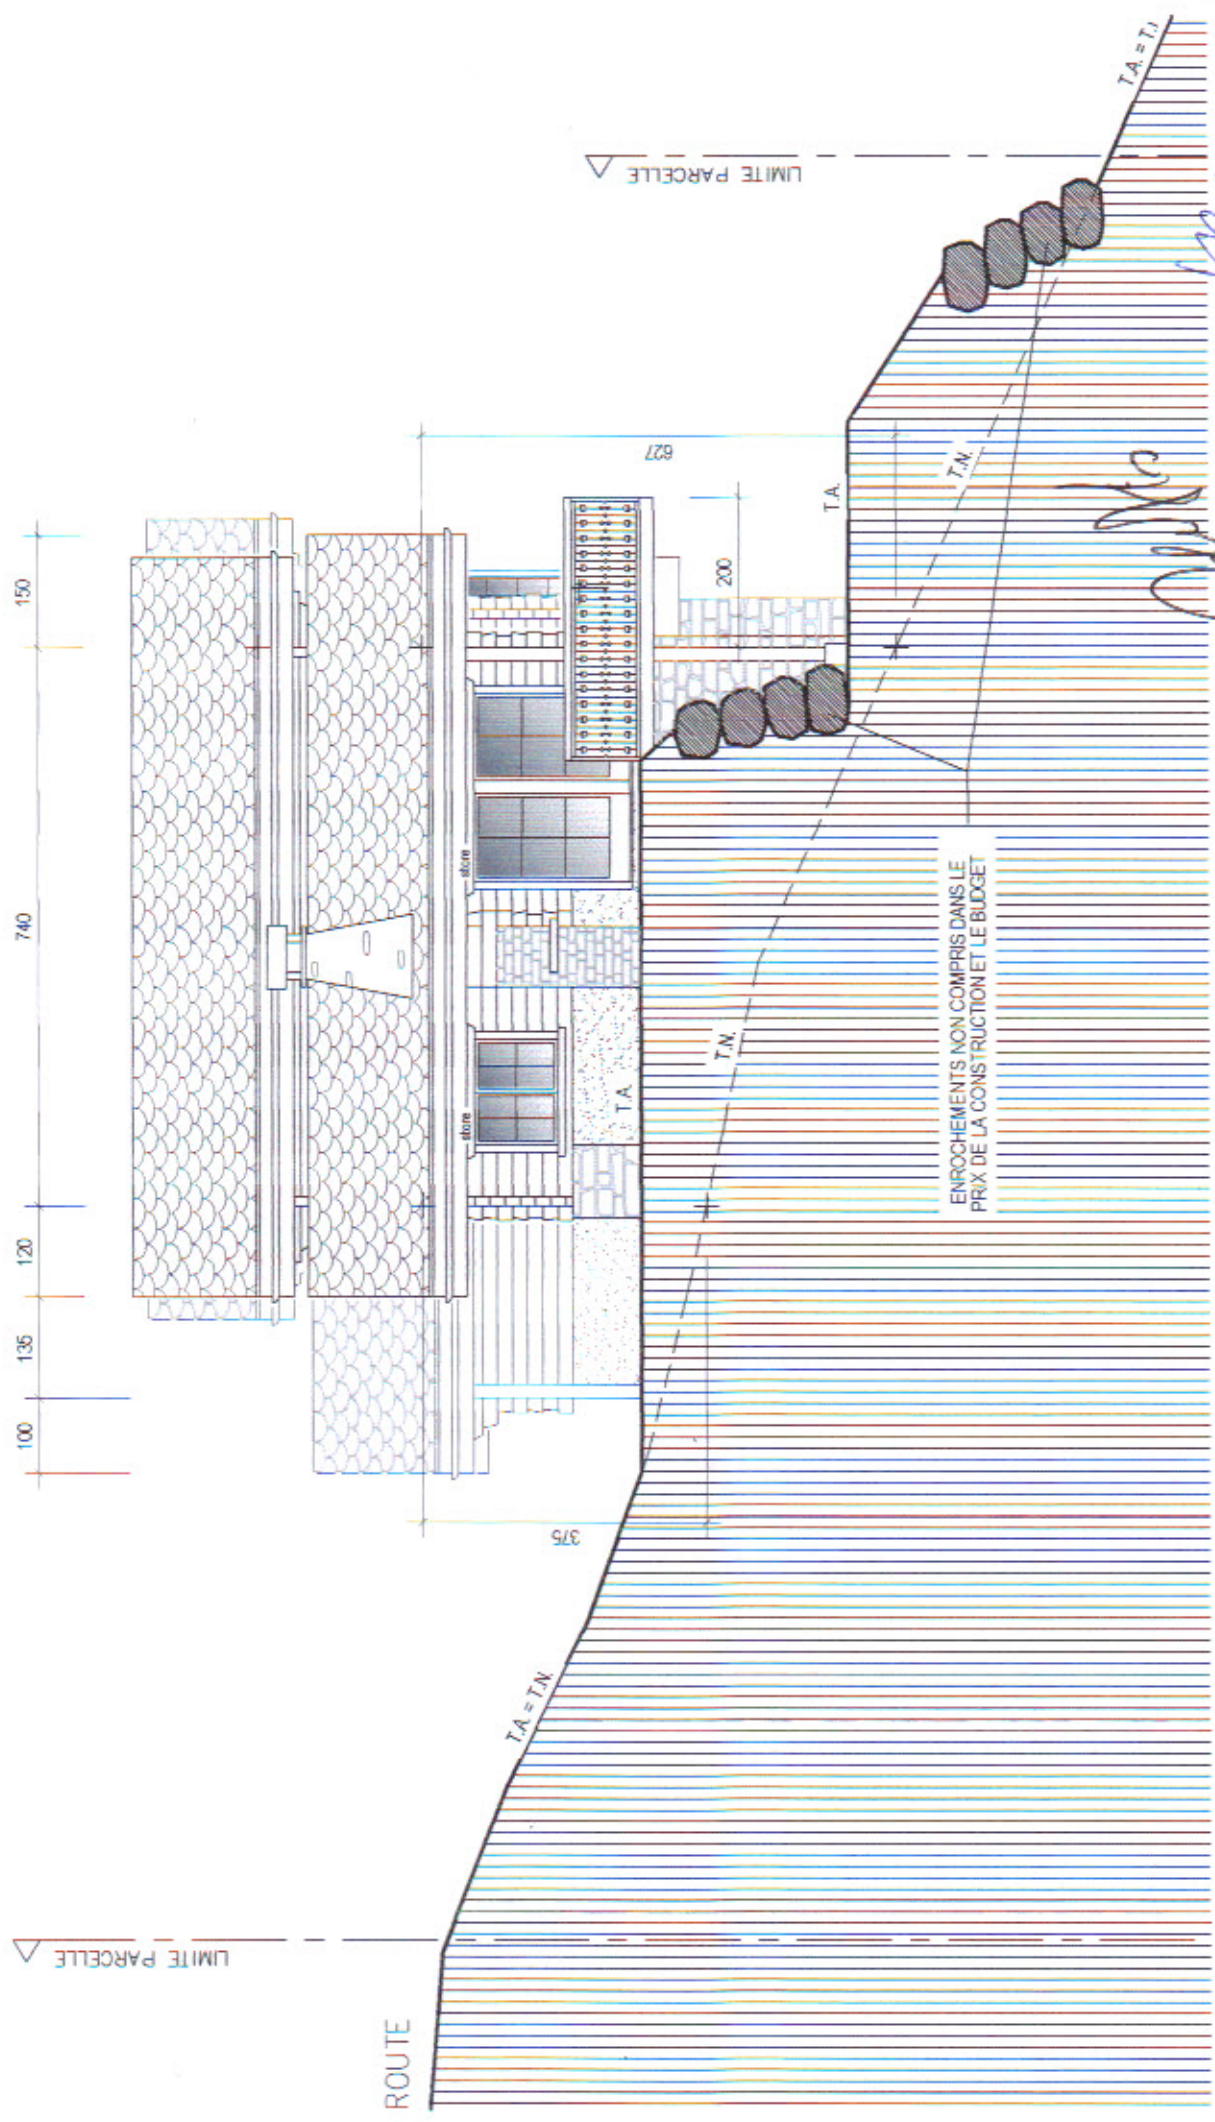 100
135
120
740
150
LIMITE PARCELLE
LIMITE PARCELLE
ROUTE
T.A. = T.N.
375
store
store
T.A.
627
200
T.A.
T.N.
T.N.
T.A. = T.
ENROCHEMENTS NON COMPRIS DANS LE
PRIX DE LA CONSTRUCTION ET LE BUDGET